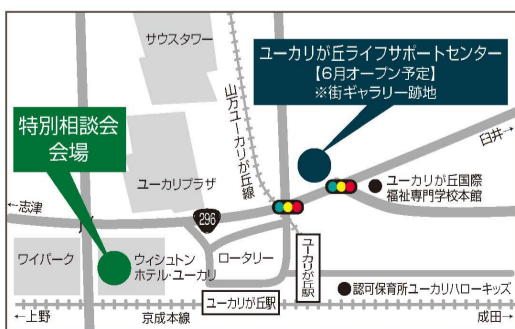 サウスタワー
ユーカリが丘ライフサポートセンター
【6月オープン予定】
※街ギャラリー跡地
特別相談会
会場
山万ユーカリが丘線
臼井→
ユーカリプラザ
ユーカリが丘国際
福祉専門学校本館
←志津
296
ワイパーク
ウィシュトン
ホテル・ユーカリ
ロータリー
ユーカリが丘駅
認可保育所ユーカリハローキッズ
ユーカリが丘駅
←上野
京成本線
成田→